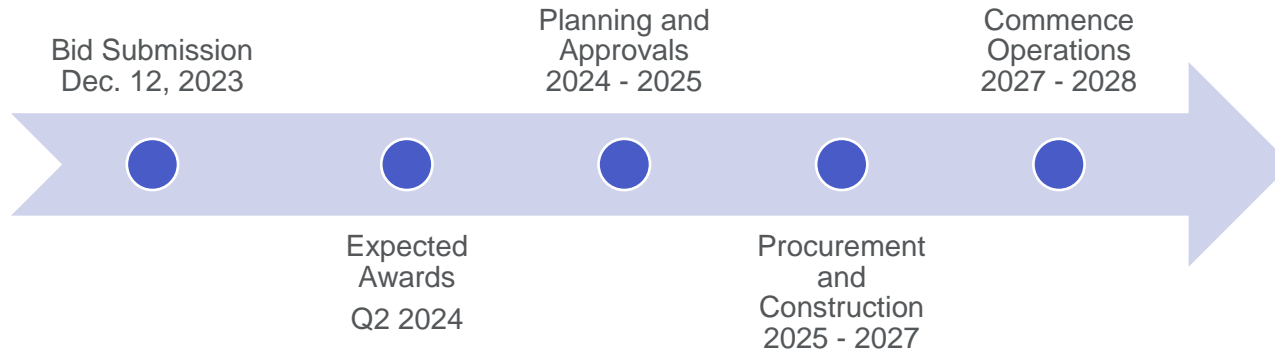 Bid Submission
Dec. 12, 2023
Expected
Awards
Q2 2024
Planning and
Approvals
2024 - 2025
Procurement
and
Construction
2025 - 2027
Commence
Operations
2027 - 2028